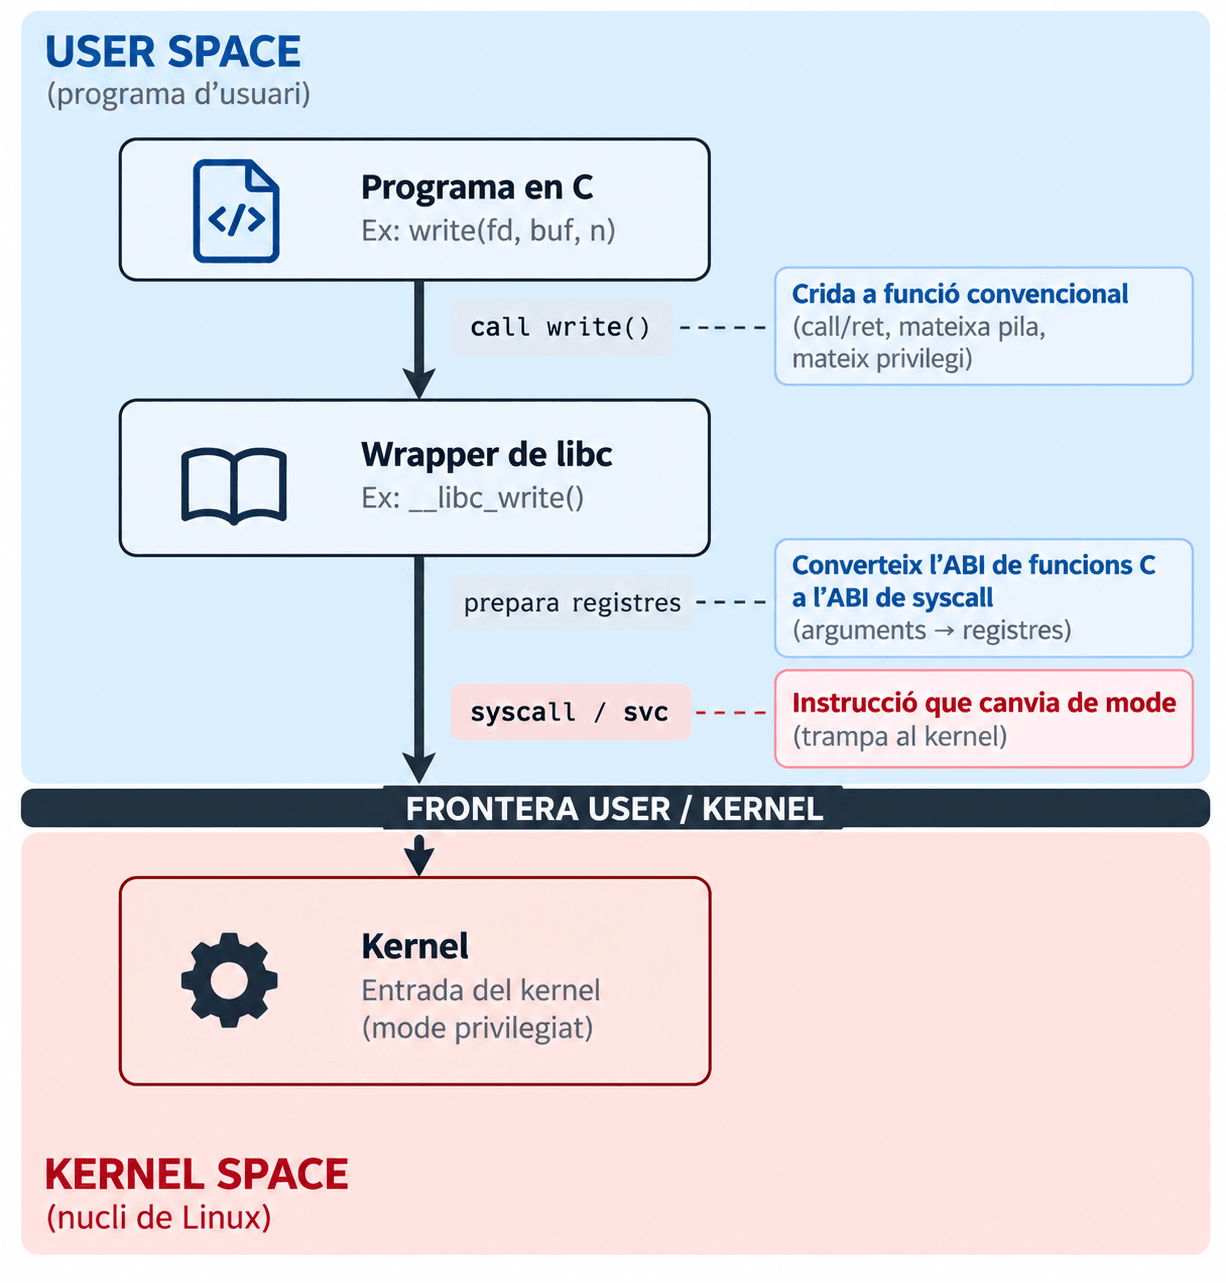 USER SPACE
(programa d’usuari)
</>
Programa en C
Ex: write(fd, buf, n)
call write()
Crida a funció convencional
(call/ret, mateixa pila,
mateix privilegi)
Wrapper de libc
Ex: __libc_write()
prepara registres
Converteix l’ABI de funcions C
a l’ABI de syscall
(arguments → registres)
syscall / svc
Instrucció que canvia de mode
(trampa al kernel)
FRONTERA USER / KERNEL
Kernel
Entrada del kernel
(mode privilegiat)
KERNEL SPACE
(nucli de Linux)